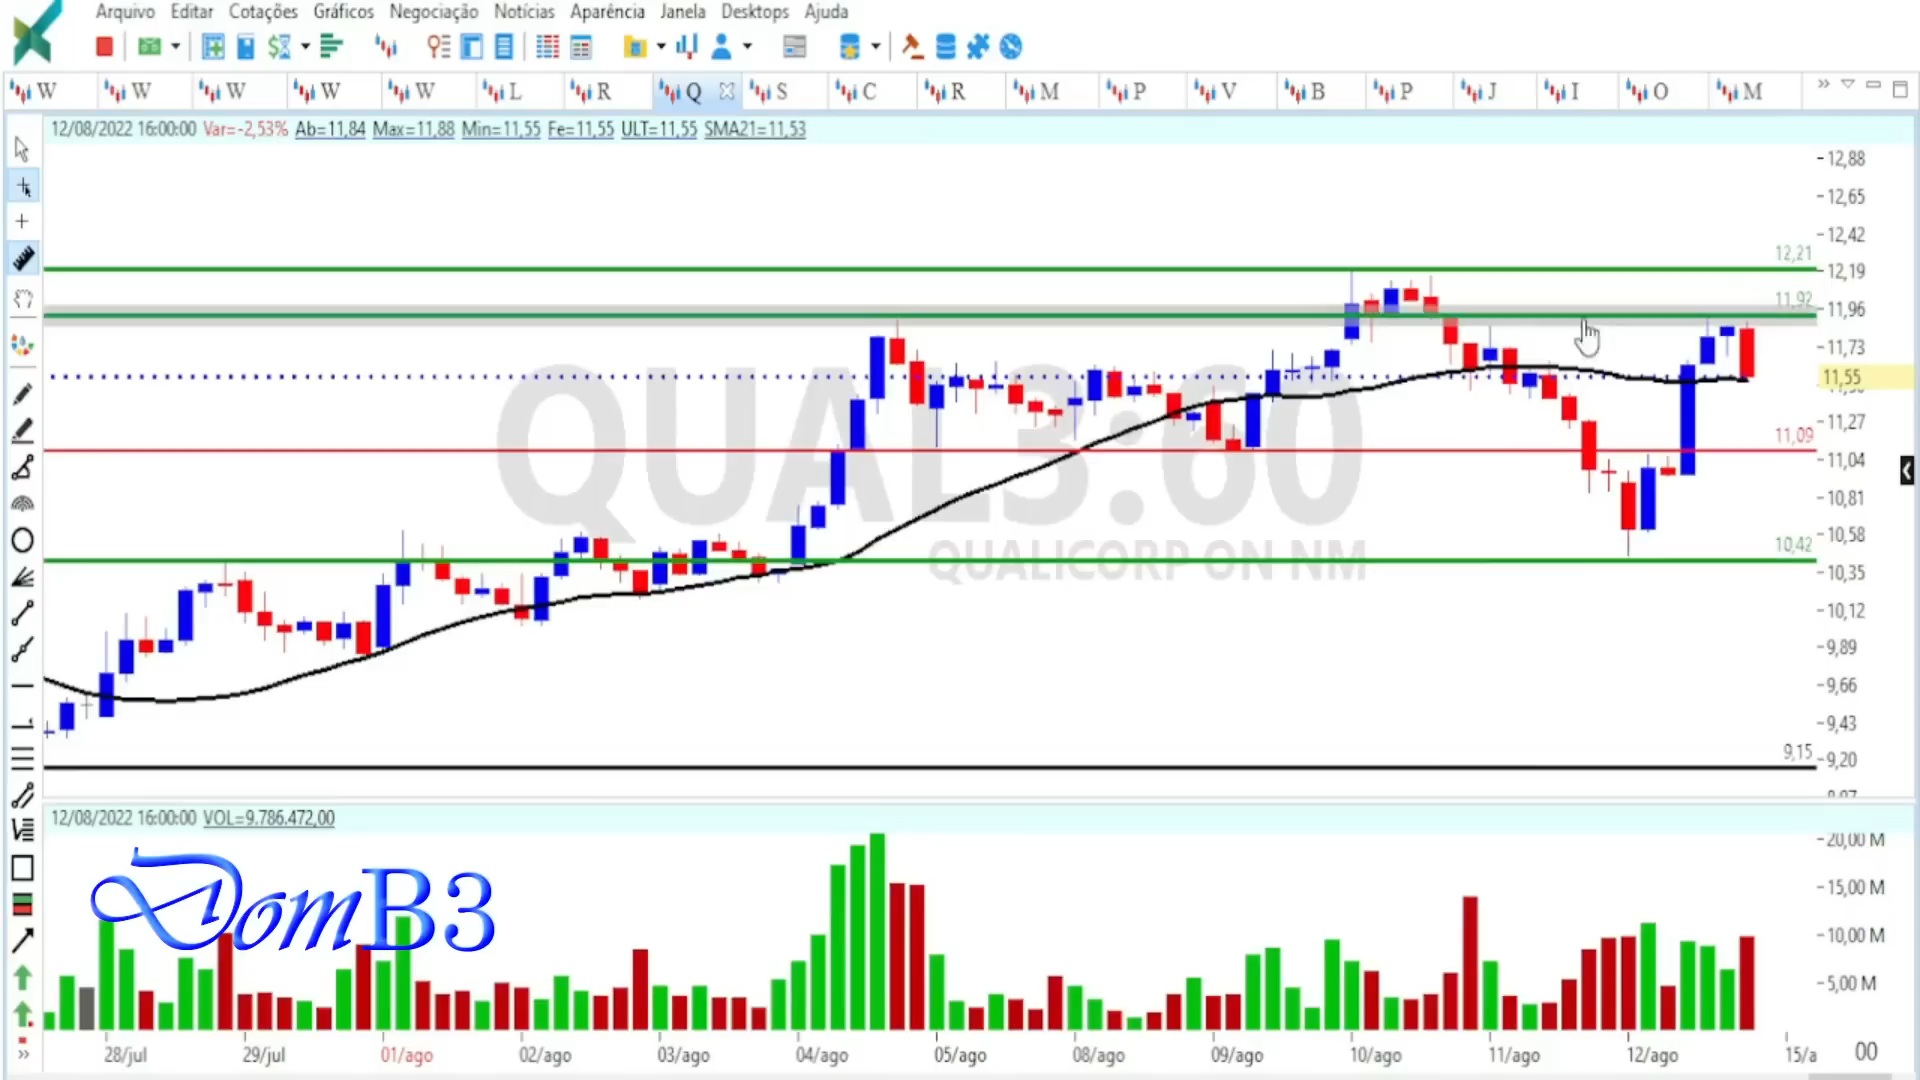 Arquivo Editar Cotações Gráficos Negociação Notícias Aparência Janela Desktops Ajuda
W W W W W L R Q S C R M P V B P J I O M
12/08/2022 16:00:00 Var=-2,53% Ab=11,84 Max=11,88 Min=11,55 Fe=11,55 ULT=11,55 SMA21=11,53
12,88
12,65
12,42
12,21
12,19
11,92
11,96
11,73
11,55
11,27
11,09
11,04
10,81
10,58
10,42
10,35
10,12
9,89
9,66
9,43
9,15
9,20
QUAL3:60
QUALICORP ON NM
12/08/2022 16:00:00 VOL=9.786.472,00
20,00 M
15,00 M
10,00 M
5,00 M
DomB3
28/jul 29/jul 01/ago 02/ago 03/ago 04/ago 05/ago 08/ago 09/ago 10/ago 11/ago 12/ago 15/a 00